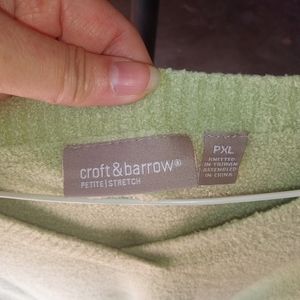 croft&barrow®
PETITE|STRETCH
PXL
KNITTED
IN TAIWAN
ASSEMBLED
IN CHINA